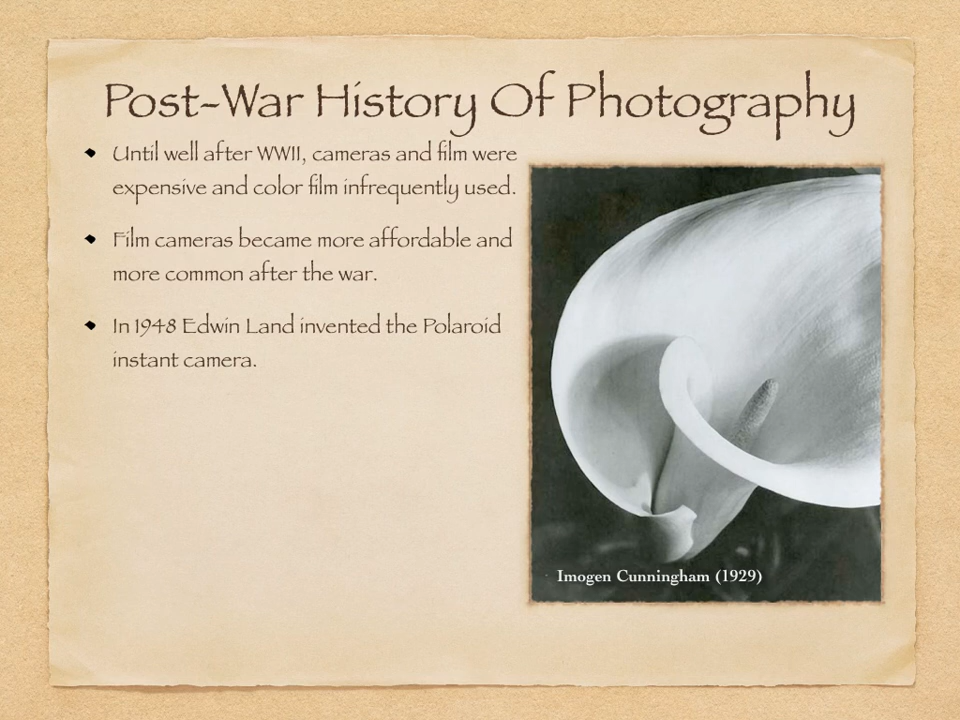 Post-War History Of Photography
Until well after WWII, cameras and film were
expensive and color film infrequently used.
Film cameras became more affordable and
more common after the war.
In 1948 Edwin Land invented the Polaroid
instant camera.
Imogen Cunningham (1929)